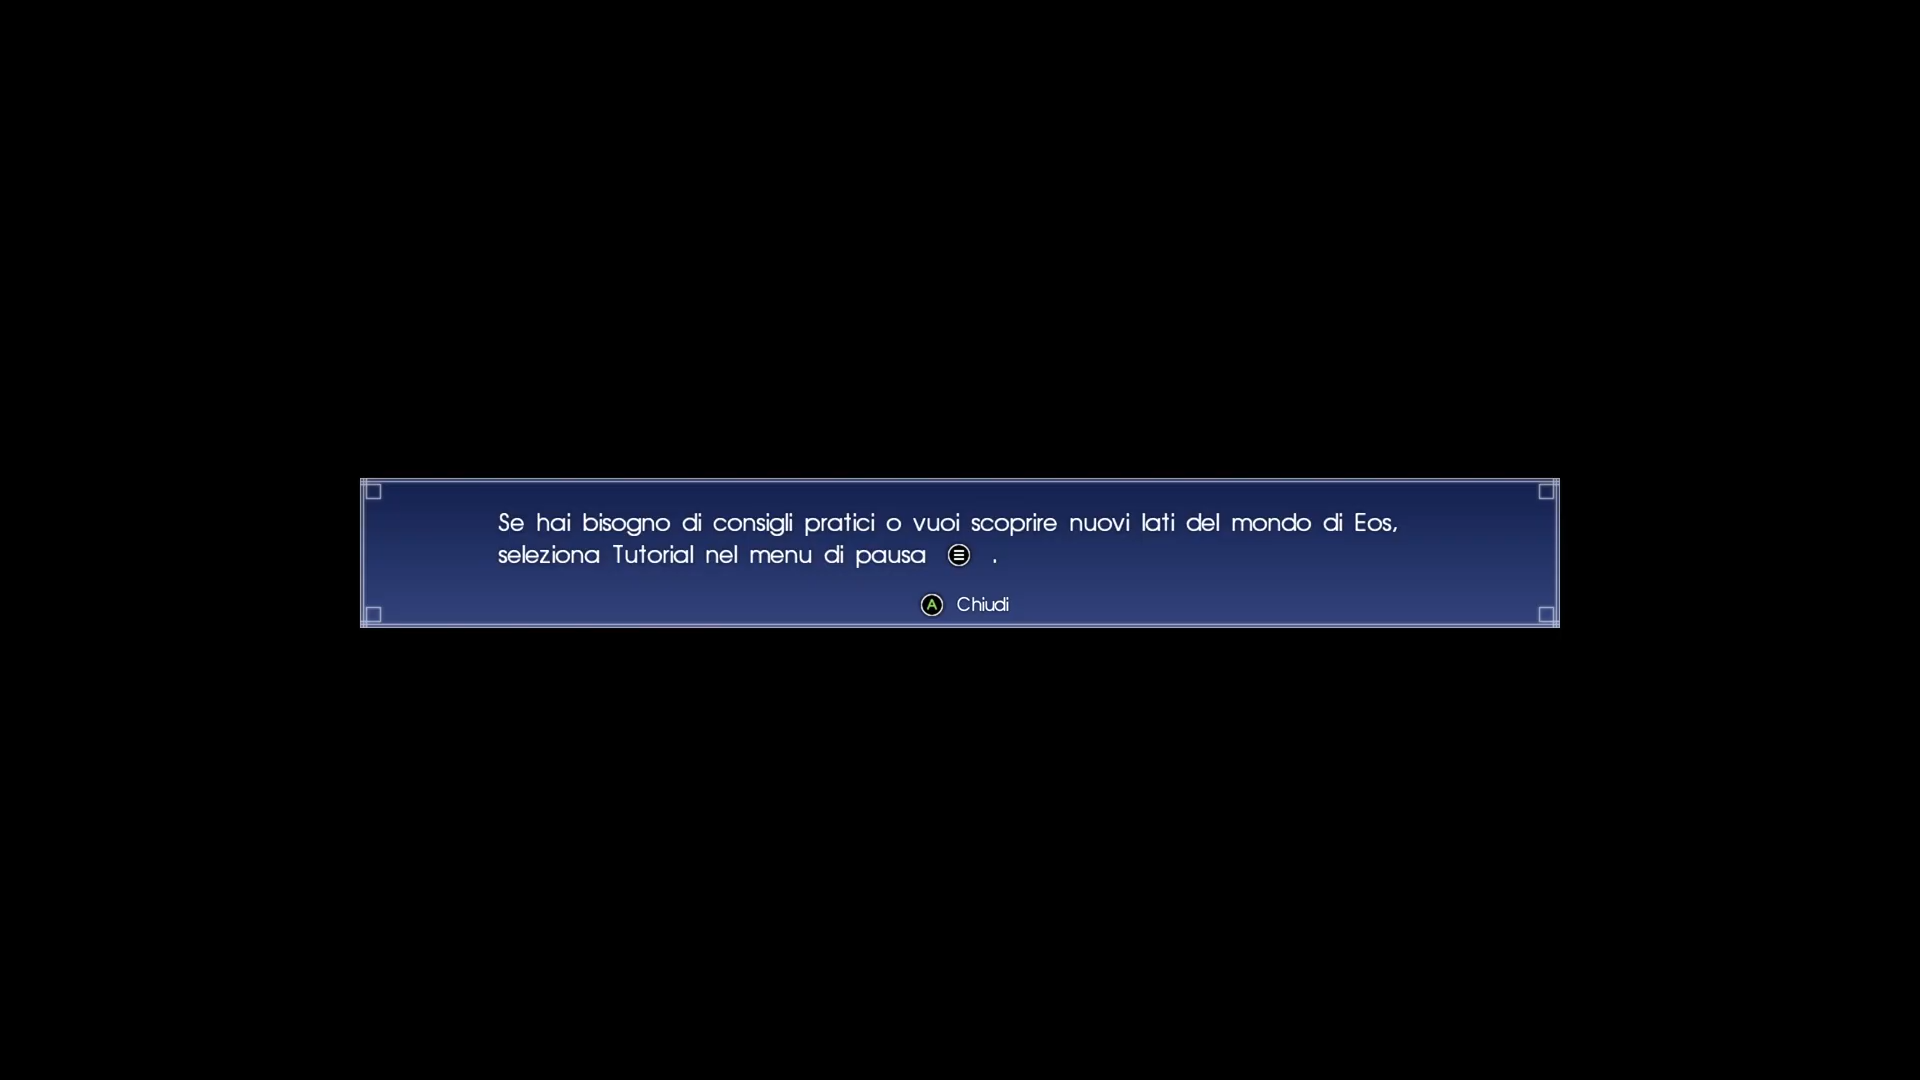 Se hai bisogno di consigli pratici o vuoi scoprire nuovi lati del mondo di Eos,
seleziona Tutorial nel menu di pausa ☰ .
A Chiudi